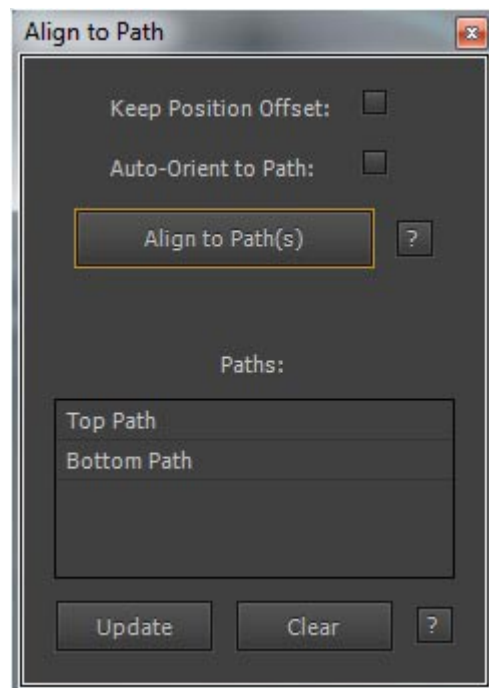 Align to Path
Keep Position Offset:
Auto-Orient to Path:
Align to Path(s) ?
Paths:
Top Path
Bottom Path
Update Clear ?